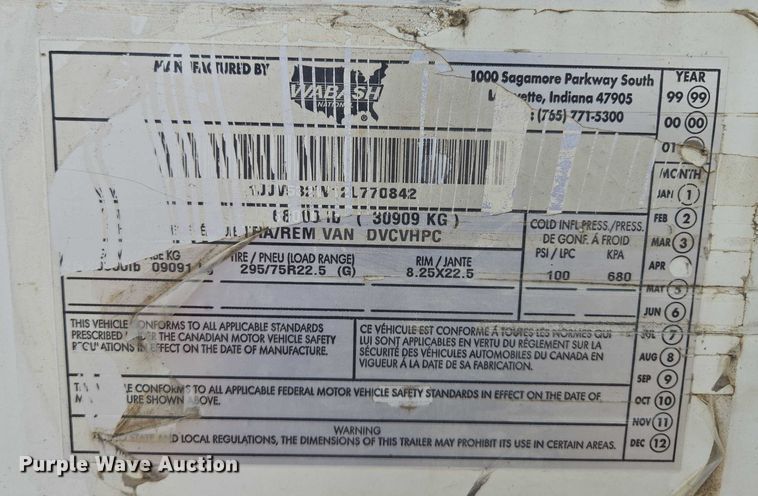 MANUFACTURED BY
WABASH
NATIONAL
®
1000 Sagamore Parkway South
Indiana 47905
(765) 771-5300
YEAR
99 99
00 00
01
770842
( 30909 KG )
VAN DVCVHPC
KG
09091
TIRE / PNEU (LOAD RANGE)
295/75R22.5 (G)
RIM / JANTE
8.25X22.5
COLD INFL PRESS./PRESS.
DE GONF. À FROID
PSI / LPC KPA
100 680
MONTH
JAN 1
FEB 2
MAR 3
APR
MAY 5
JUN 6
JUL 7
AUG 8
SEP 9
OCT 10
NOV 11
DEC 12
THIS VEHICLE CONFORMS TO ALL APPLICABLE STANDARDS
PRESCRIBED UNDER THE CANADIAN MOTOR VEHICLE SAFETY
REGULATIONS IN EFFECT ON THE DATE OF MANUFACTURE.
CE VÉHICULE EST CONFORME À TOUTES LES NORMES QUI
LUI SONT APPLICABLES EN VERTU DU RÉGLEMENT SUR LA
SÉCURITÉ DES VÉHICULES AUTOMOBILES DU CANADA EN
VIGUEUR À LA DATE DE SA FABRICATION.
CONFORMS TO ALL APPLICABLE FEDERAL MOTOR VEHICLE SAFETY STANDARDS IN EFFECT ON THE DATE OF
SHOWN ABOVE.
WARNING
STATE AND LOCAL REGULATIONS, THE DIMENSIONS OF THIS TRAILER MAY PROHIBIT ITS USE IN CERTAIN AREAS.
Purple Wave Auction